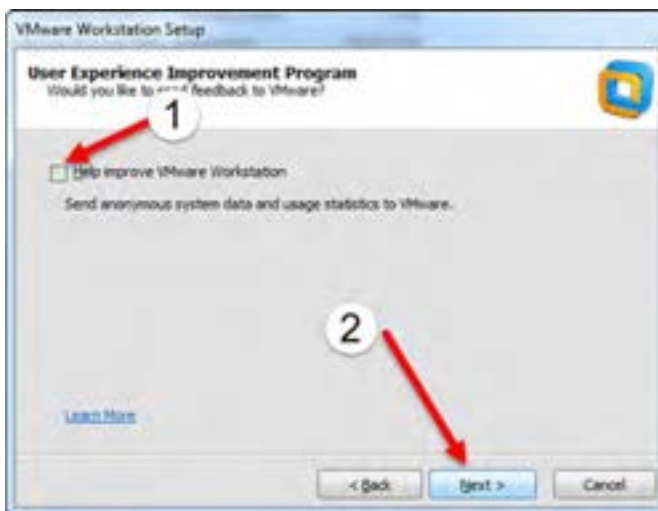 VMware Workstation Setup
User Experience Improvement Program
Would you like to send feedback to VMware?
1
Help improve VMware Workstation
Send anonymous system data and usage statistics to VMware.
2
Learn More
< Back
Next >
Cancel